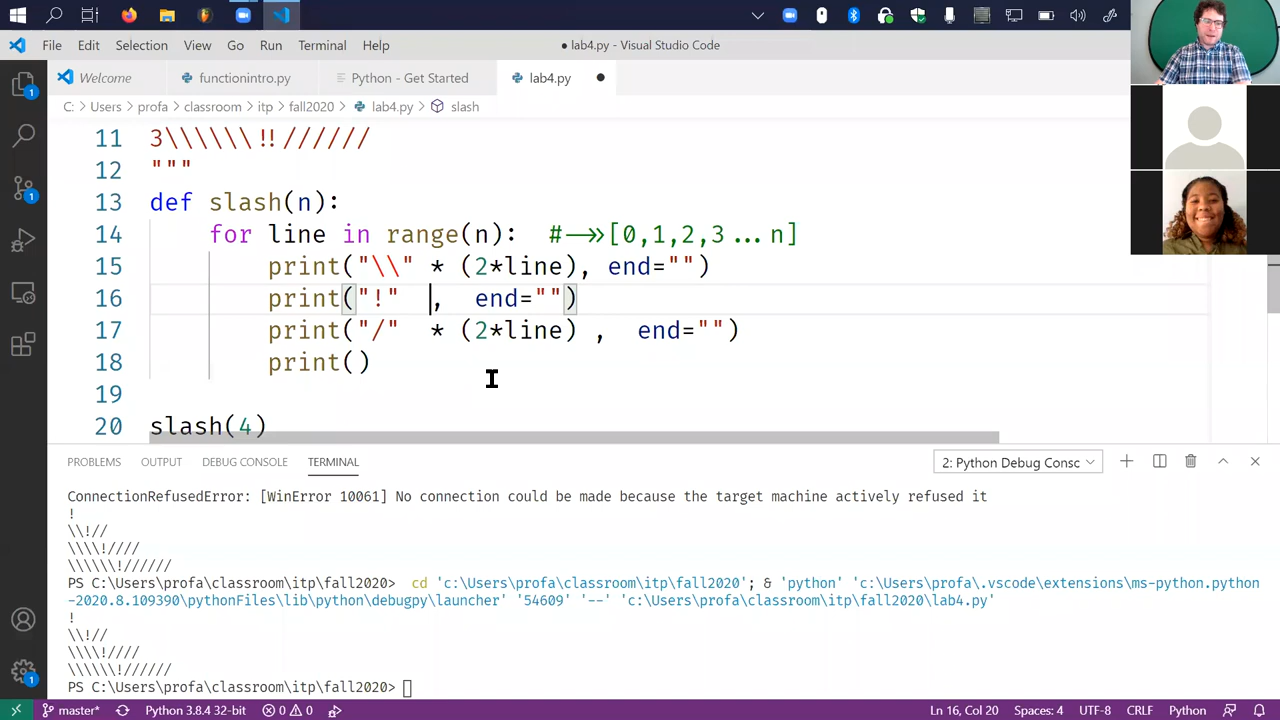 File Edit Selection View Go Run Terminal Help ● lab4.py - Visual Studio Code
Welcome functionintro.py Python - Get Started lab4.py ●
C: > Users > profa > classroom > itp > fall2020 > lab4.py > slash
11 3\\\\\\!!//////
12 """
13 def slash(n):
14 for line in range(n): #-->>[0,1,2,3...n]
15 print("\\" * (2*line), end="")
16 print("!" , end="")
17 print("/" * (2*line) , end="")
18 print()
19
20 slash(4)
PROBLEMS OUTPUT DEBUG CONSOLE TERMINAL 2: Python Debug Consc
ConnectionRefusedError: [WinError 10061] No connection could be made because the target machine actively refused it
!
\\!//
\\\\!////
\\\\\\!//////
PS C:\Users\profa\classroom\itp\fall2020> cd 'c:\Users\profa\classroom\itp\fall2020'; & 'python' 'c:\Users\profa\.vscode\extensions\ms-python.python
-2020.8.109390\pythonFiles\lib\python\debugpy\launcher' '54609' '--' 'c:\Users\profa\classroom\itp\fall2020\lab4.py'
!
\\!//
\\\\!////
\\\\\\!//////
PS C:\Users\profa\classroom\itp\fall2020>
master* Python 3.8.4 32-bit 0 0 Ln 16, Col 20 Spaces: 4 UTF-8 CRLF Python